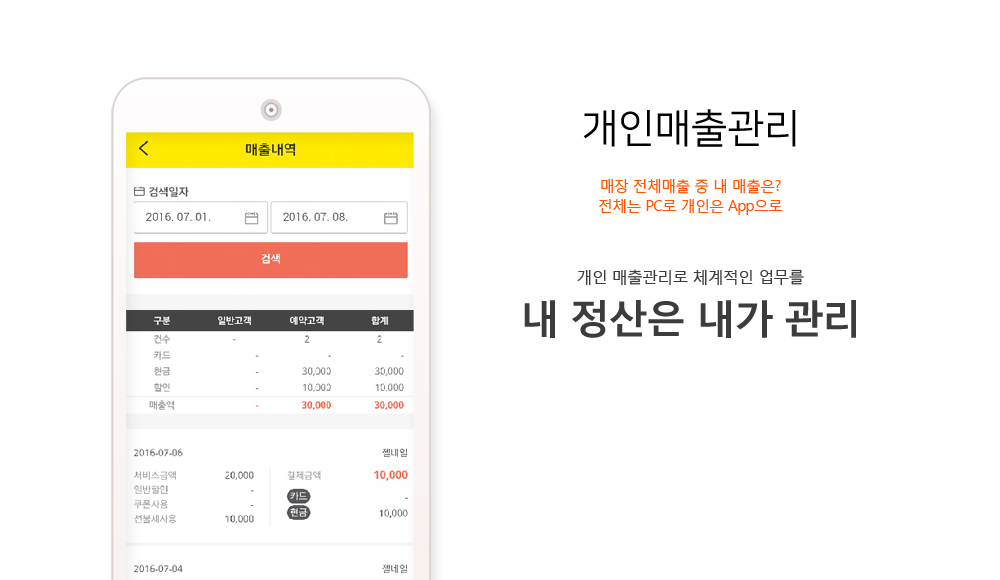 개인매출관리
매장 전체매출 중 내 매출은?
전체는 PC로 개인은 App으로
개인 매출관리로 체계적인 업무를
내 정산은 내가 관리
매출내역
검색일자
2016. 07. 01. 2016. 07. 08.
검색
구분 일반고객 예약고객 합계
건수 - 2 2
카드 - - -
현금 - 30,000 30,000
할인 - 10,000 10,000
매출액 - 30,000 30,000
2016-07-06 젤네일
서비스금액 20,000 결제금액 10,000
일반할인 - 카드 -
쿠폰사용 - 현금 10,000
선불제사용 10,000
2016-07-04 젤네일